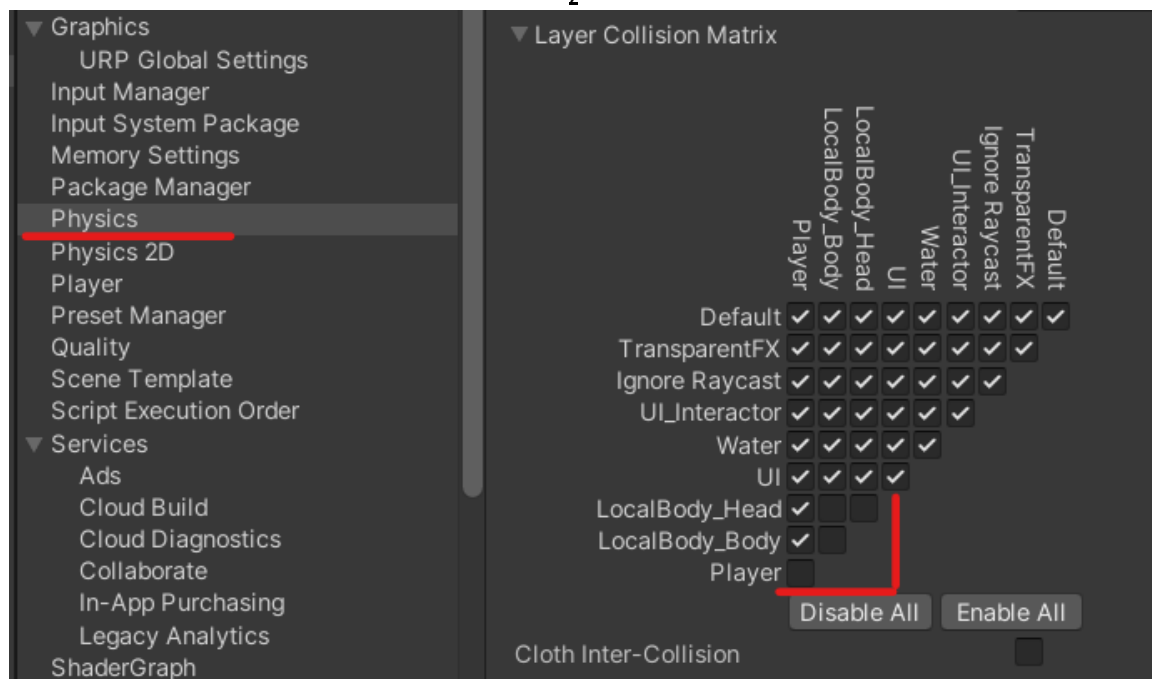 2
Graphics
URP Global Settings
Input Manager
Input System Package
Memory Settings
Package Manager
Physics
Physics 2D
Player
Preset Manager
Quality
Scene Template
Script Execution Order
Services
Ads
Cloud Build
Cloud Diagnostics
Collaborate
In-App Purchasing
Legacy Analytics
ShaderGraph
Layer Collision Matrix
Player
LocalBody_Body
LocalBody_Head
UI
Water
UI_Interactor
Ignore Raycast
TransparentFX
Default
Default
TransparentFX
Ignore Raycast
UI_Interactor
Water
UI
LocalBody_Head
LocalBody_Body
Player
Disable All Enable All
Cloth Inter-Collision